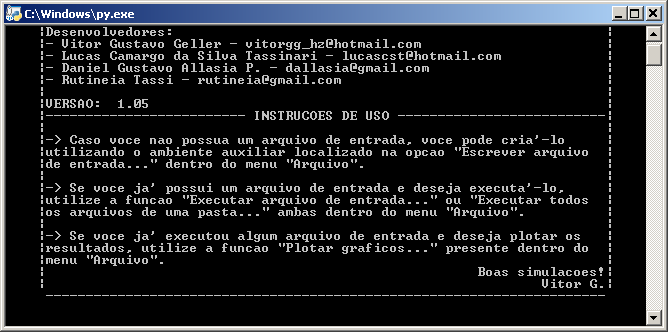 C:\Windows\py.exe
Desenvolvedores:
- Vitor Gustavo Geller - vitorgg_hz@hotmail.com
- Lucas Camargo da Silva Tassinari - lucascst@hotmail.com
- Daniel Gustavo Allasia P. - dallasia@gmail.com
- Rutineia Tassi - rutineia@gmail.com
VERSAO:  1.05
INSTRUCOES DE USO
-> Caso voce nao possua um arquivo de entrada, voce pode cria'-lo
utilizando o ambiente auxiliar localizado na opcao "Escrever arquivo
de entrada..." dentro do menu "Arquivo".
-> Se voce ja' possui um arquivo de entrada e deseja executa'-lo,
utilize a funcao "Executar arquivo de entrada..." ou "Executar todos
os arquivos de uma pasta..." ambas dentro do menu "Arquivo".
-> Se voce ja' executou algum arquivo de entrada e deseja plotar os
resultados, utilize a funcao "Plotar graficos..." presente dentro do
menu "Arquivo".
Boas simulacoes!
Vitor G.